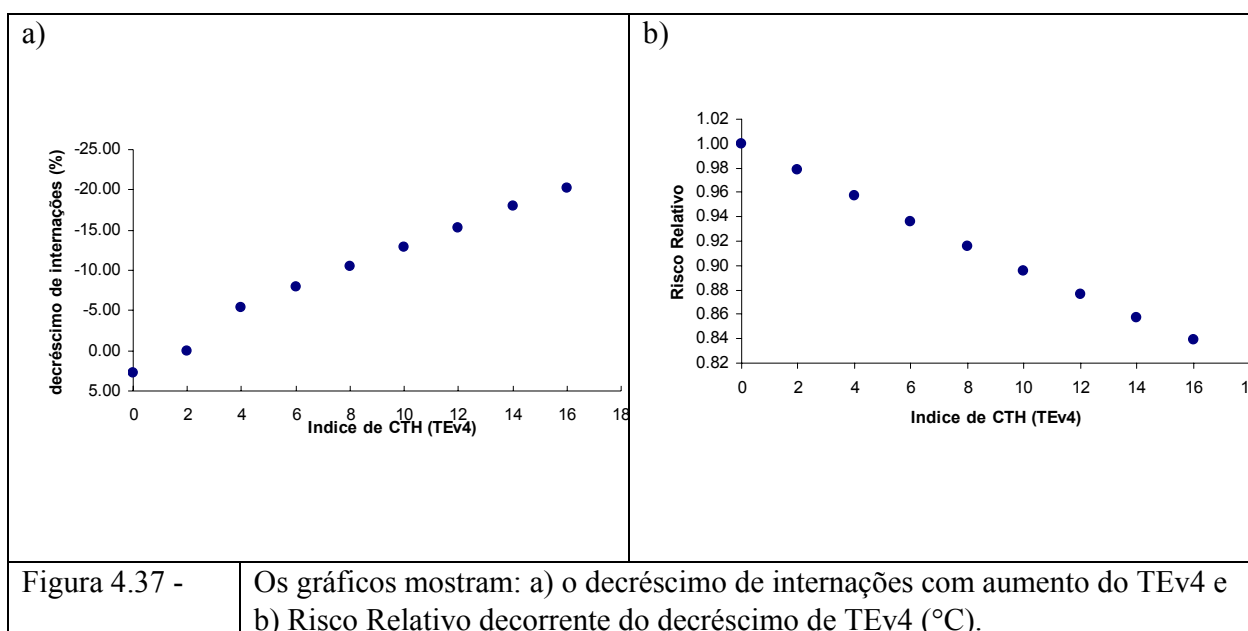 a)
-25.00
-20.00
-15.00
-10.00
-5.00
0.00
5.00
decréscimo de internações (%)
0 2 4 6 8 10 12 14 16 18
Indice de CTH (TEv4)
b)
1.02
1.00
0.98
0.96
0.94
0.92
0.90
0.88
0.86
0.84
0.82
Risco Relativo
0 2 4 6 8 10 12 14 16 1
Indice de CTH (TEv4)
Figura 4.37 -
Os gráficos mostram: a) o decréscimo de internações com aumento do TEv4 e
b) Risco Relativo decorrente do decréscimo de TEv4 (°C).